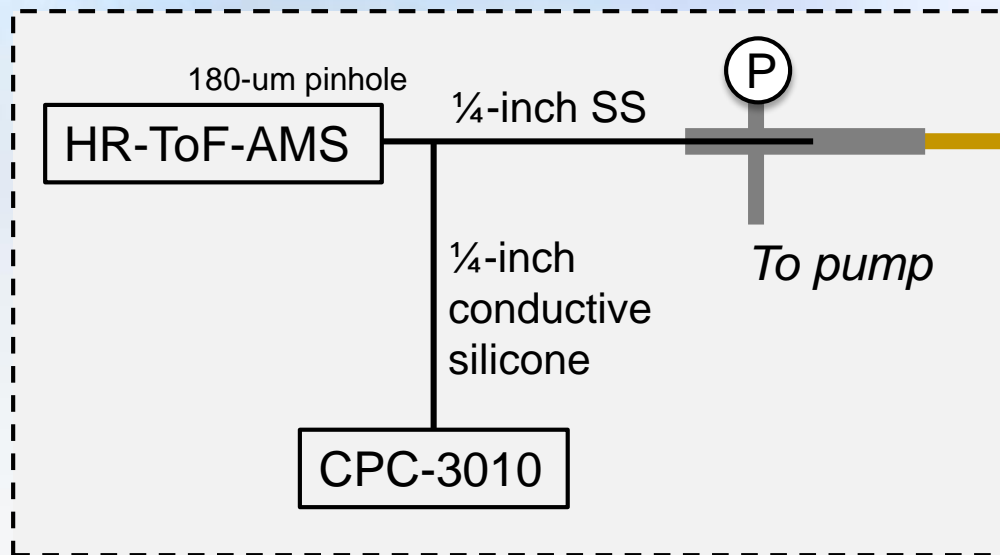 P
180-um pinhole
¼-inch SS
HR-ToF-AMS
¼-inch
conductive
silicone
To pump
CPC-3010